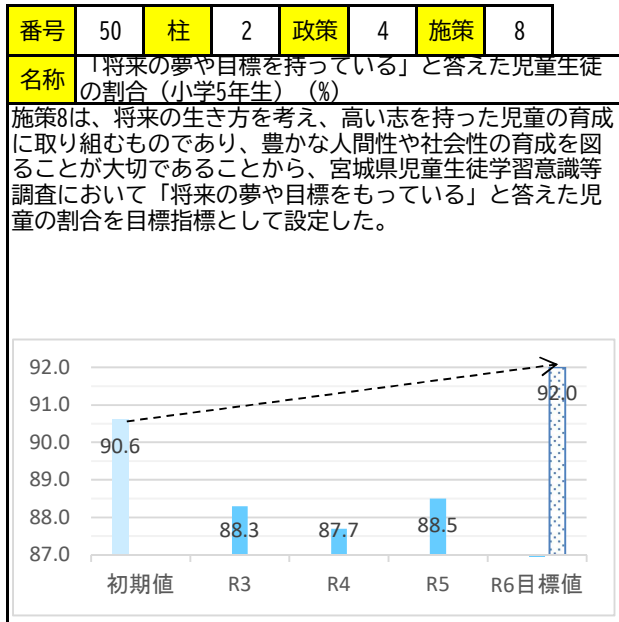 番号 50 柱 2 政策 4 施策 8
名称 「将来の夢や目標を持っている」と答えた児童生徒
の割合（小学5年生）（%）
施策8は、将来の生き方を考え、高い志を持った児童の育成
に取り組むものであり、豊かな人間性や社会性の育成を図
ることが大切であることから、宮城県児童生徒学習意識等
調査において「将来の夢や目標をもっている」と答えた児
童の割合を目標指標として設定した。
92.0
91.0
90.0
89.0
88.0
87.0
90.6
88.3
87.7
88.5
92.0
初期値 R3 R4 R5 R6目標値